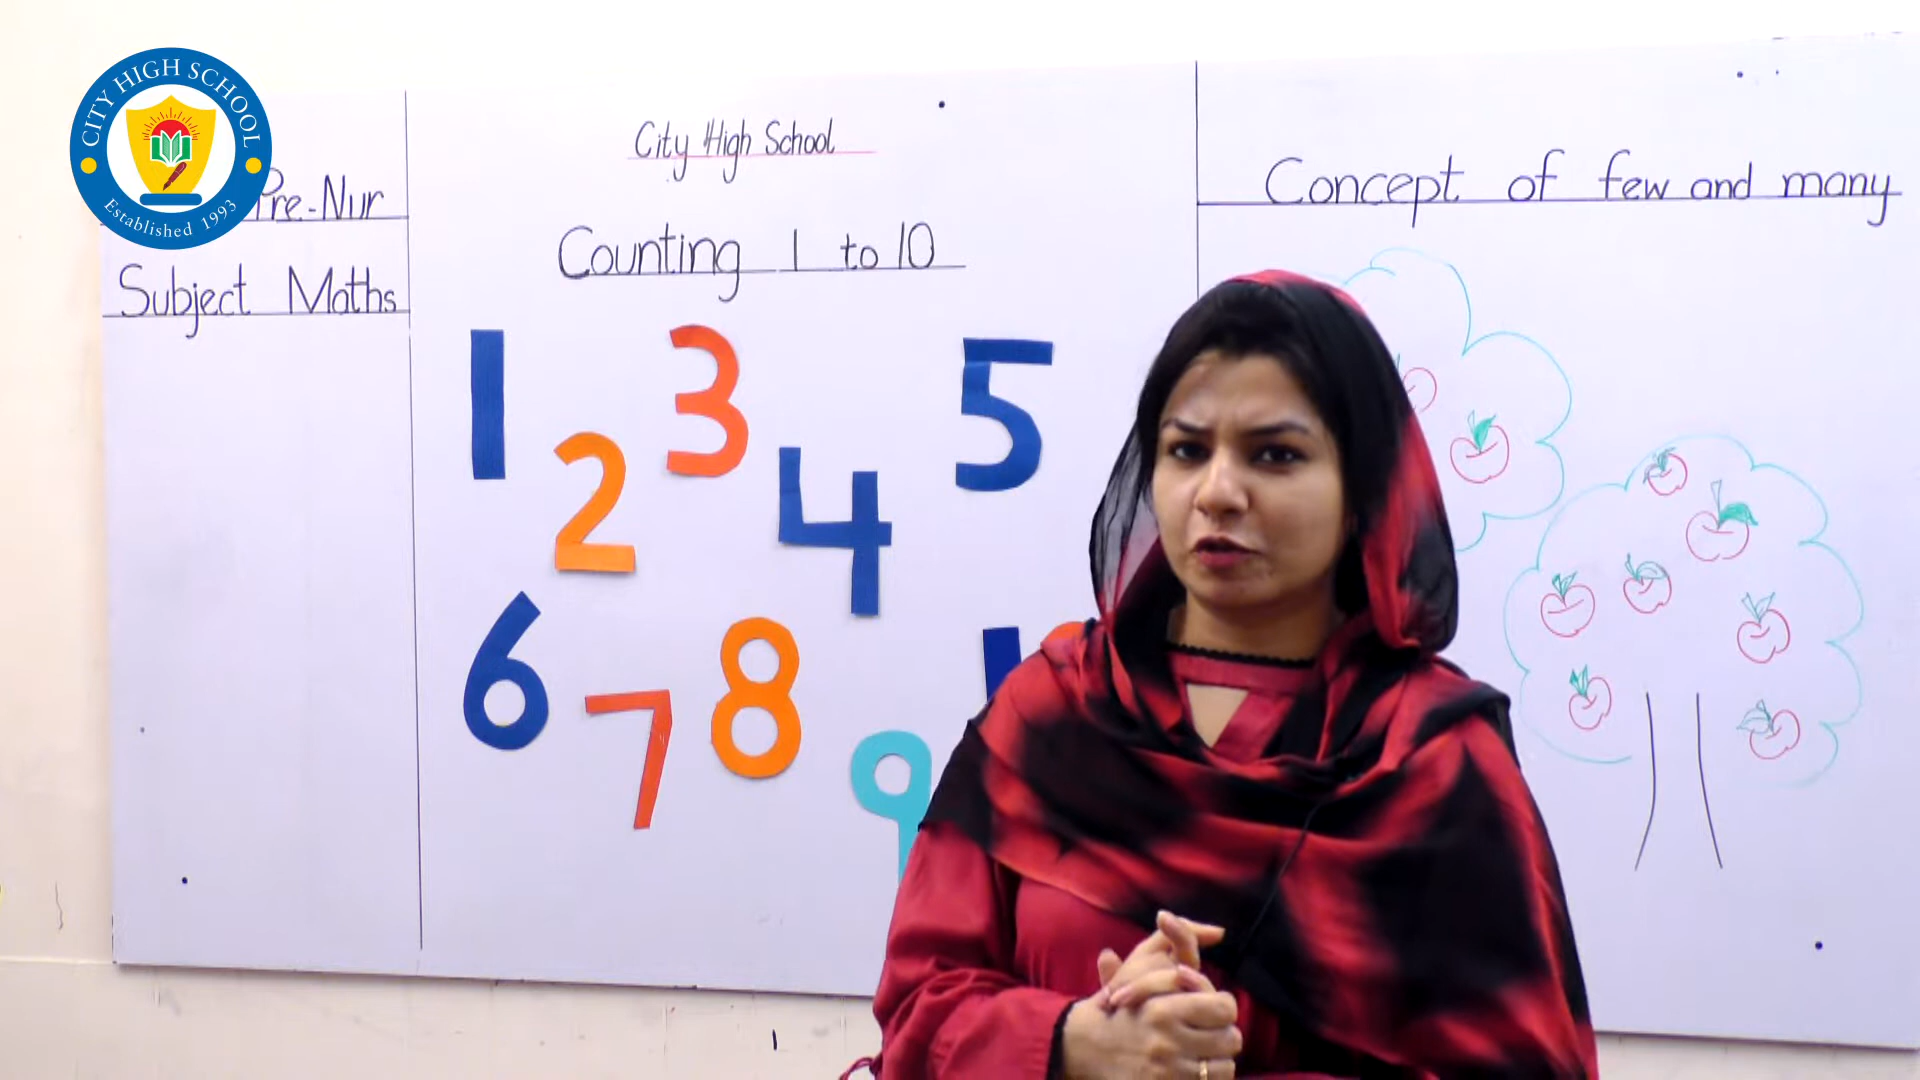 CITY HIGH SCHOOL
Established 1993
Pre-Nur
Subject Maths
City High School
Counting 1 to 10
1
2
3
4
5
6
7
8
9
Concept of few and many